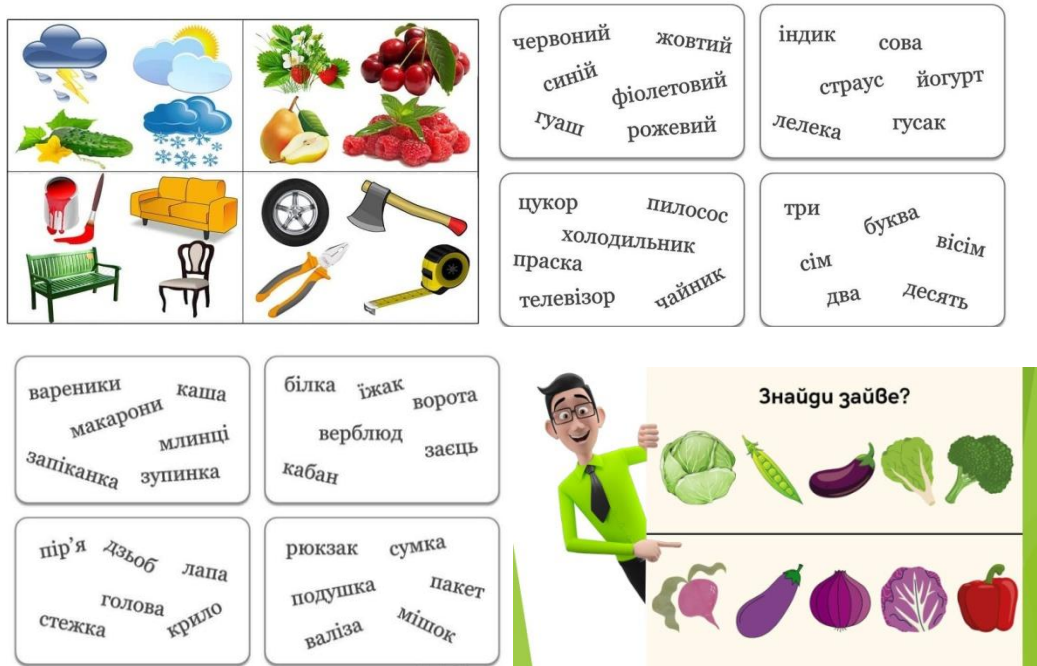 червоний жовтий
синій
фіолетовий
гуаш рожевий
індик сова
страус йогурт
лелека гусак
цукор пилосос
холодильник
праска
телевізор чайник
три буква
вісім
сім
два десять
вареники каша
макарони
млинці
запіканка зупинка
білка їжак
ворота
верблюд
заєць
кабан
пір’я дзьоб лапа
голова
стежка крило
рюкзак сумка
подушка пакет
валіза мішок
Знайди зайве?